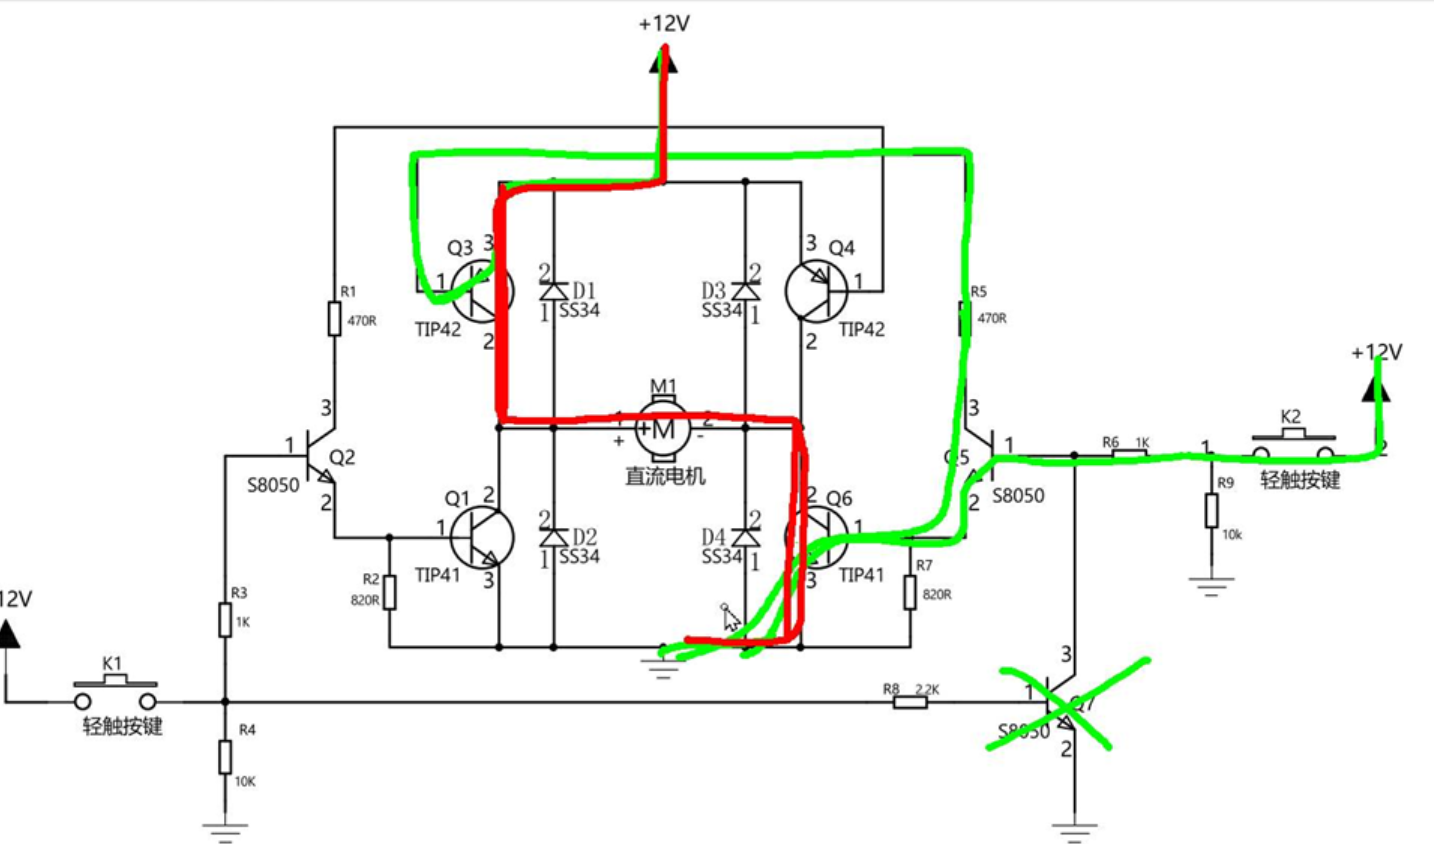 +12V
Q3
3
1
TIP42
2
2
D1
SS34
1
D3
2
SS34
1
3
Q4
1
TIP42
2
R1
470R
R5
470R
+12V
3
1
Q2
S8050
2
M1
1
+
+M
2
-
直流电机
3
1
Q5
S8050
2
R6
1K
1
K2
2
轻触按键
R9
10k
Q1
2
1
TIP41
3
2
D2
SS34
1
D4
2
SS34
1
2
Q6
1
TIP41
3
R2
820R
R7
820R
R3
1K
12V
K1
轻触按键
R4
10K
R8
2.2K
3
1
Q7
S8050
2